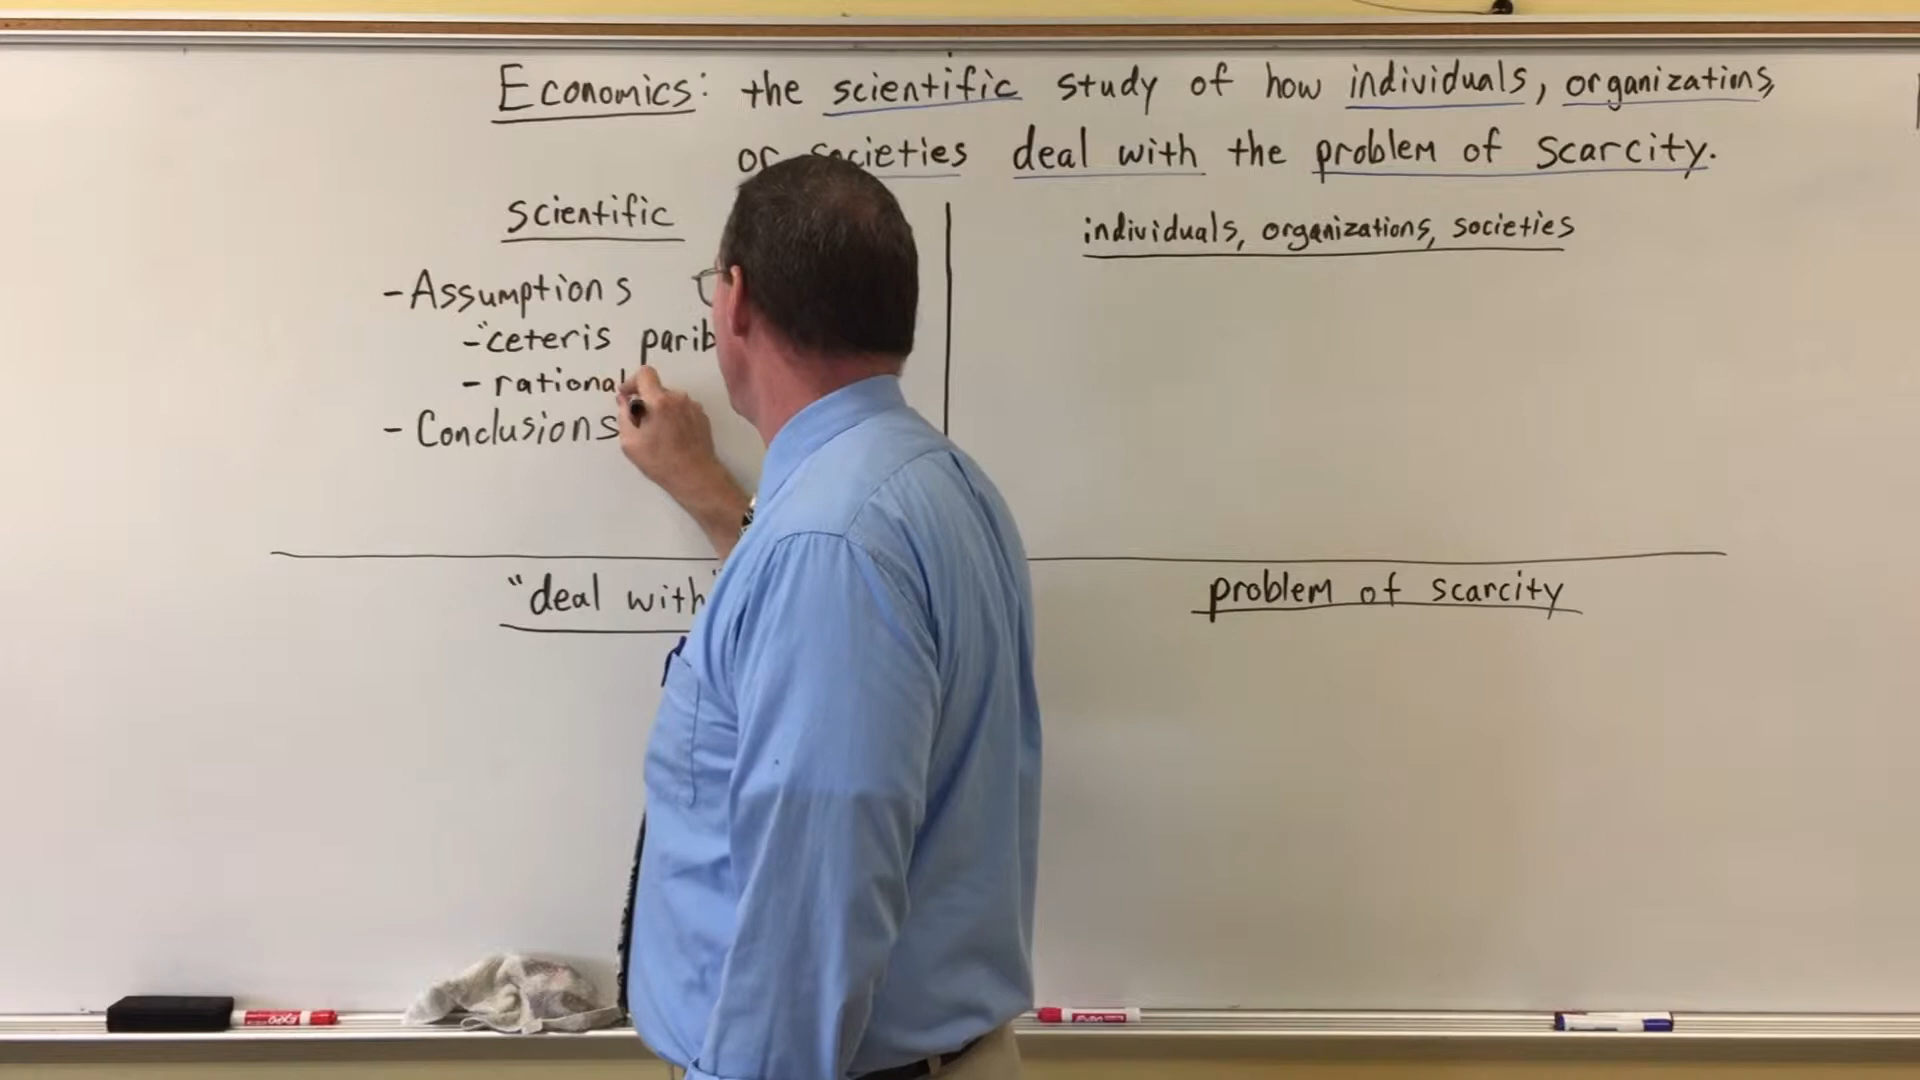 Economics: the scientific study of how individuals, organizations,
or societies deal with the problem of scarcity.
scientific
- Assumptions
- "ceteris parib
- rational
- Conclusions
individuals, organizations, societies
"deal with"
problem of scarcity
EXPO